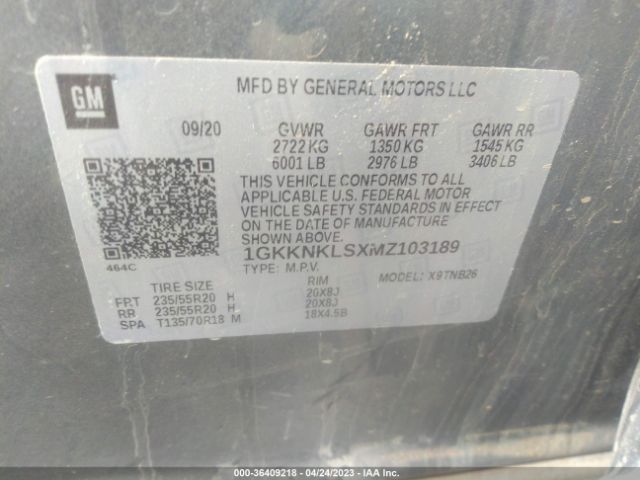 GM
MFD BY GENERAL MOTORS LLC
09/20 GVWR GAWR FRT GAWR RR
2722 KG 1350 KG 1545 KG
6001 LB 2976 LB 3406 LB
THIS VEHICLE CONFORMS TO ALL
APPLICABLE U.S. FEDERAL MOTOR
VEHICLE SAFETY STANDARDS IN EFFECT
ON THE DATE OF MANUFACTURE
SHOWN ABOVE.
464C
1GKKNKLSXMZ103189
TYPE: M.P.V. MODEL: X9TNB26
TIRE SIZE RIM
FRT 235/55R20 H 20X8J
RR 235/55R20 H 20X8J
SPA T135/70R18 M 18X4.5B
000-36409218 - 04/24/2023 - IAA Inc.